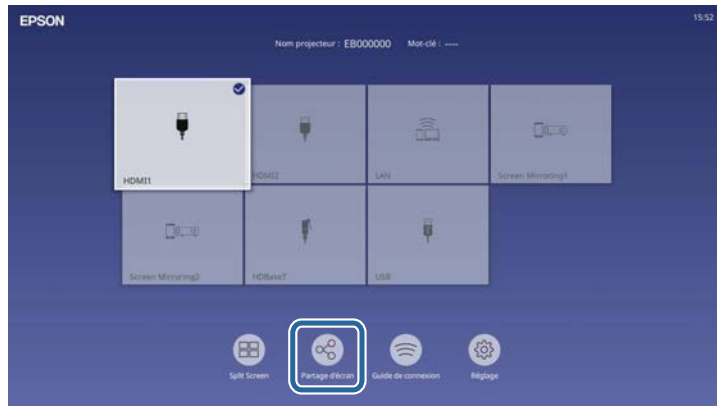 EPSON
15:52
Nom projecteur : EB000000 Mot-clé : ----
HDMI1
HDMI2
LAN
Screen Mirroring1
Screen Mirroring2
HDBaseT
USB
Split Screen
Partage d'écran
Guide de connexion
Réglage